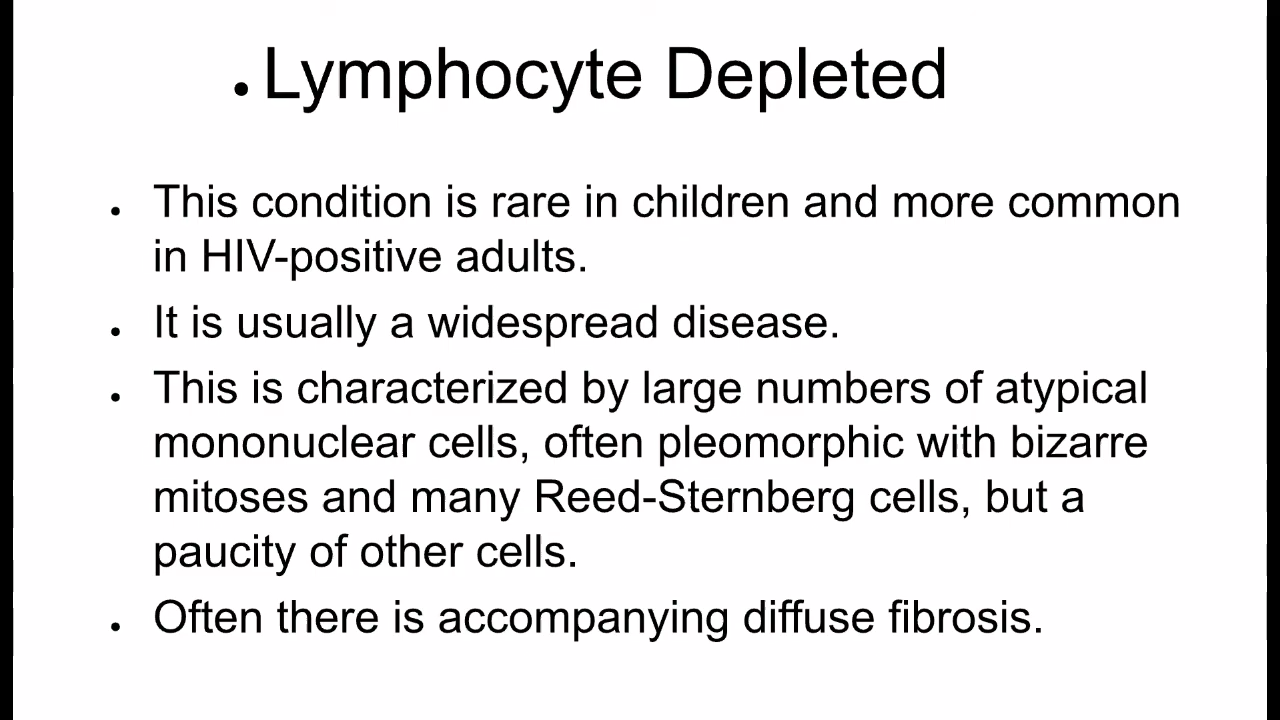 • Lymphocyte Depleted
• This condition is rare in children and more common
in HIV-positive adults.
• It is usually a widespread disease.
• This is characterized by large numbers of atypical
mononuclear cells, often pleomorphic with bizarre
mitoses and many Reed-Sternberg cells, but a
paucity of other cells.
• Often there is accompanying diffuse fibrosis.